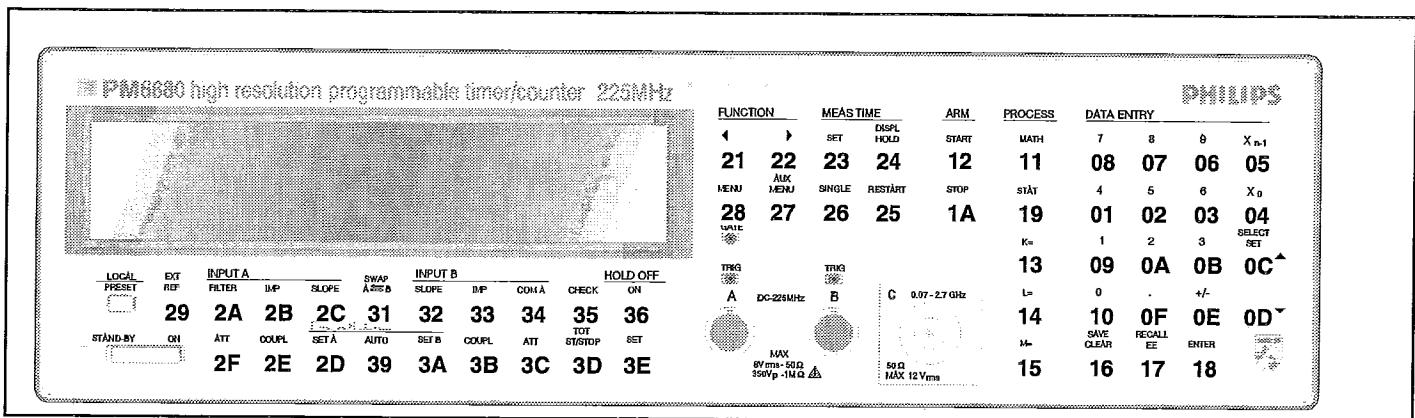 PM6680 high resolution programmable timer/counter 225MHz
PHILIPS
FUNCTION MEAS TIME ARM PROCESS DATA ENTRY
SET DISPL HOLD START MATH 7 8 9 X n-1
21 22 23 24 12 11 08 07 06 05
MENU AUX MENU SINGLE RESTART STOP STAT 4 5 6 X 0
28 27 26 25 1A 19 01 02 03 04
GATE
K= 1 2 3 SELECT SET
13 09 0A 0B 0C
L= 0 . +/-
14 10 0F 0E 0D
M= SAVE CLEAR RECALL EE ENTER
15 16 17 18
TRIG TRIG
A DC-225MHz B
MAX
8Vrms-50Ω
350Vp-1MΩ
C 0.07 - 2.7 GHz
50Ω
MAX 12Vrms
LOCAL PRESET EXT REF INPUT A SWAP A B INPUT B HOLD OFF
FILTER IMP SLOPE SLOPE IMP COM A CHECK ON
29 2A 2B 2C 31 32 33 34 35 36
STAND-BY ON ATT COUPL SET A AUTO SET B COUPL ATT TOT ST/STOP SET
2F 2E 2D 39 3A 3B 3C 3D 3E